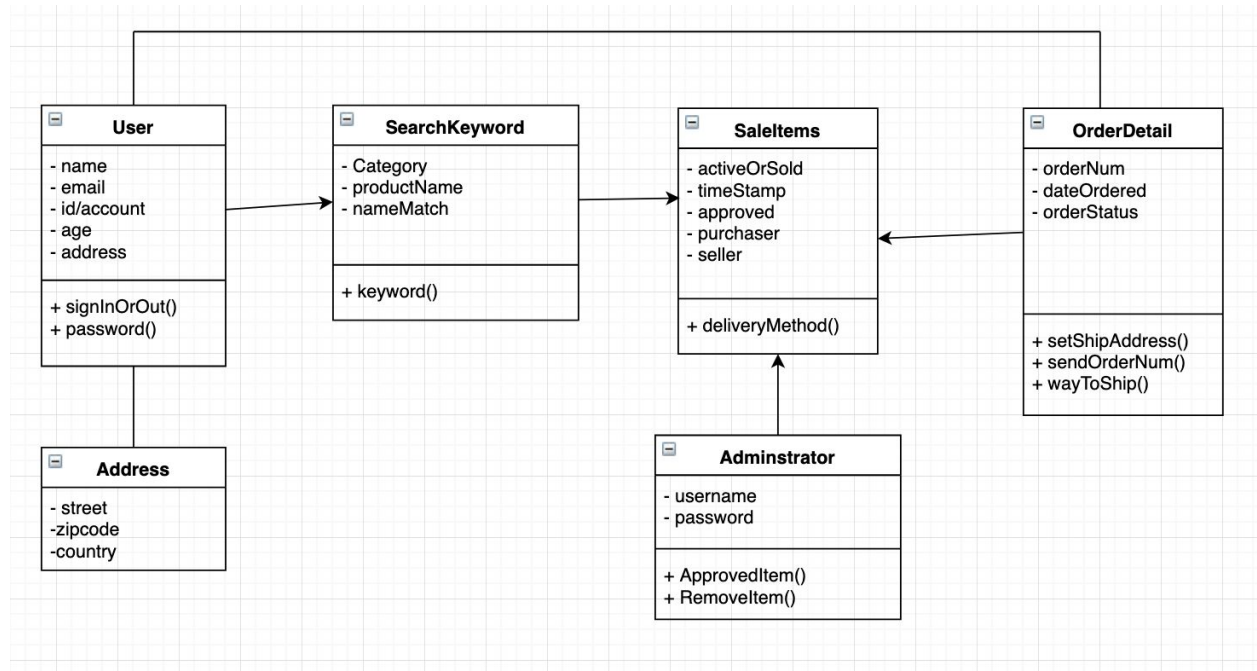 User
- name
- email
- id/account
- age
- address
+ signInOrOut()
+ password()
SearchKeyword
- Category
- productName
- nameMatch
+ keyword()
SaleItems
- activeOrSold
- timeStamp
- approved
- purchaser
- seller
+ deliveryMethod()
OrderDetail
- orderNum
- dateOrdered
- orderStatus
+ setShipAddress()
+ sendOrderNum()
+ wayToShip()
Address
- street
-zipcode
-country
Adminstrator
- username
- password
+ ApprovedItem()
+ RemoveItem()